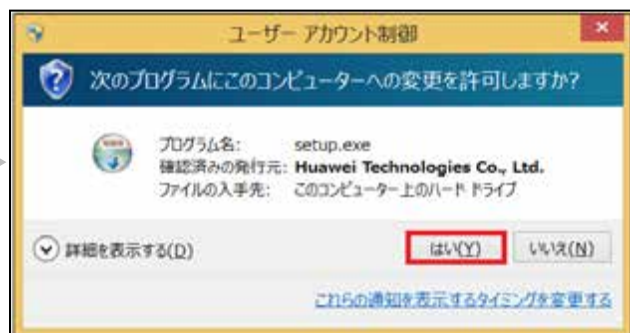 ユーザー アカウント制御
次のプログラムにこのコンピューターへの変更を許可しますか?
プログラム名: setup.exe
確認済みの発行元: Huawei Technologies Co., Ltd.
ファイルの入手先: このコンピューター上のハード ドライブ
詳細を表示する(D) はい(Y) いいえ(N)
これらの通知を表示するタイミングを変更する